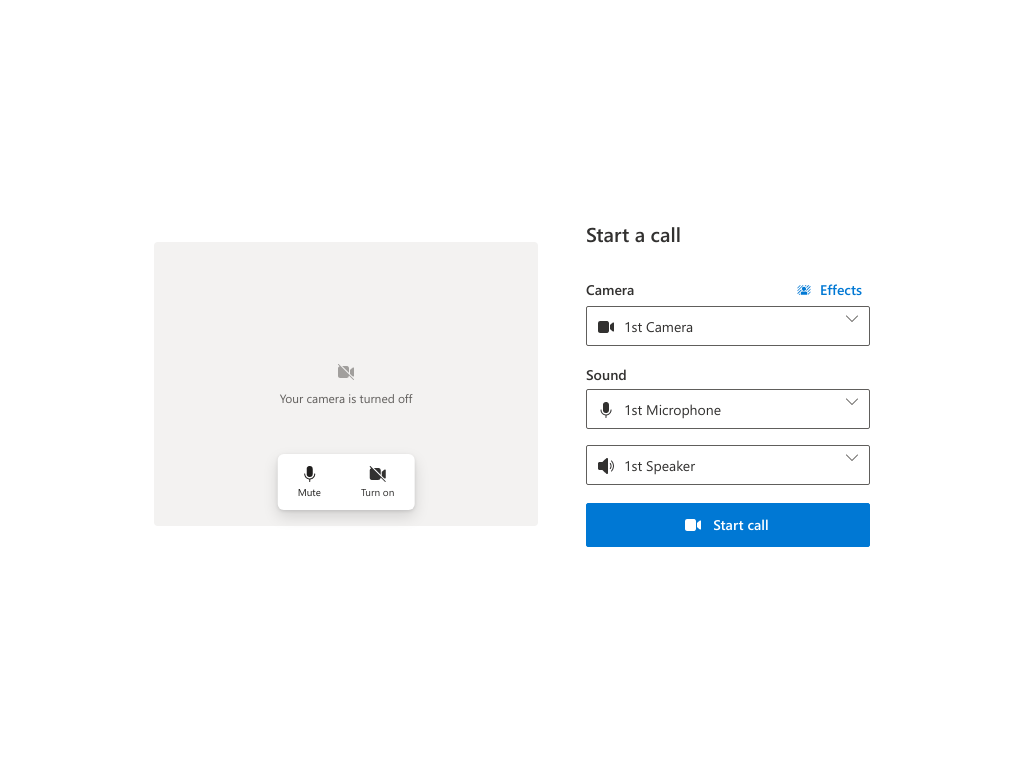 Your camera is turned off
Mute
Turn on
Start a call
Camera
Effects
1st Camera
Sound
1st Microphone
1st Speaker
Start call